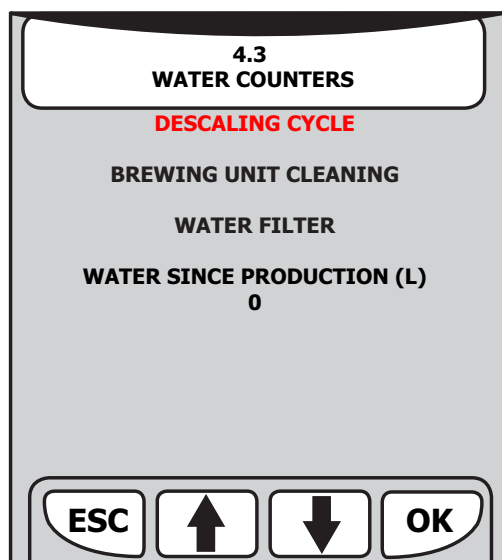 4.3
WATER COUNTERS
DESCALING CYCLE
BREWING UNIT CLEANING
WATER FILTER
WATER SINCE PRODUCTION (L)
0
ESC OK